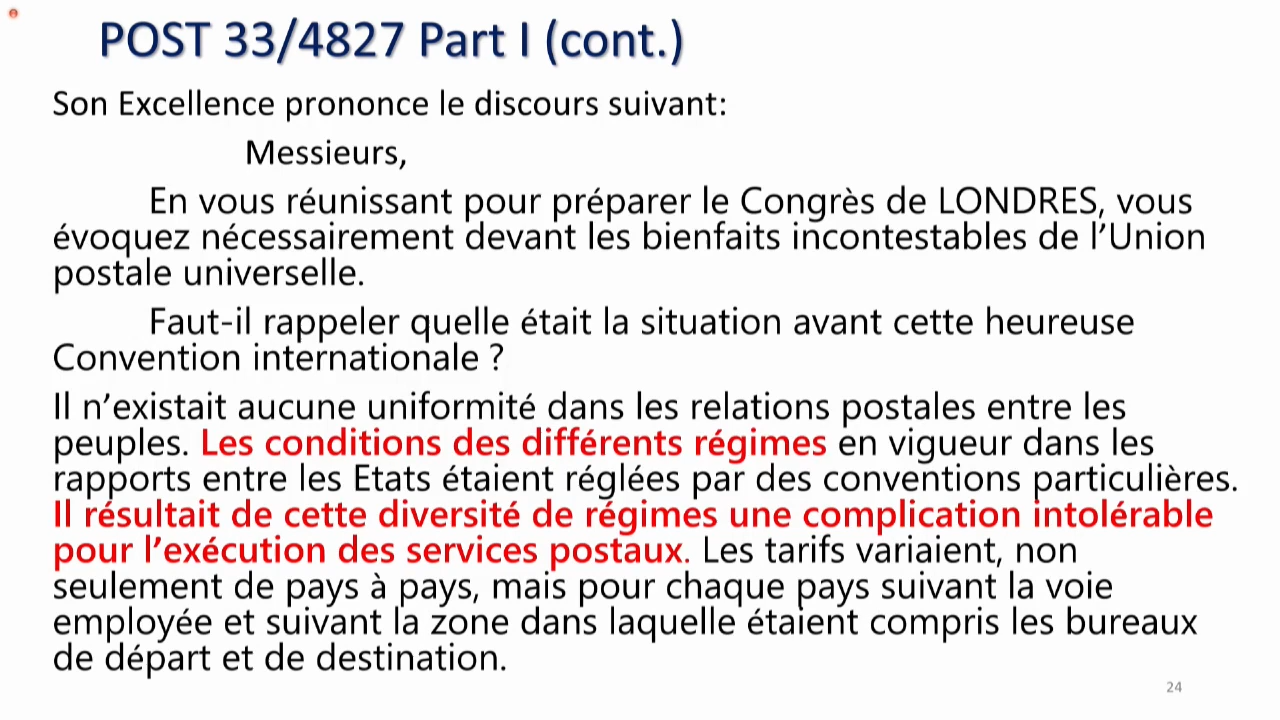 POST 33/4827 Part I (cont.)
Son Excellence prononce le discours suivant:
Messieurs,
En vous réunissant pour préparer le Congrès de LONDRES, vous
évoquez nécessairement devant les bienfaits incontestables de l’Union
postale universelle.
Faut-il rappeler quelle était la situation avant cette heureuse
Convention internationale ?
Il n’existait aucune uniformité dans les relations postales entre les
peuples. Les conditions des différents régimes en vigueur dans les
rapports entre les Etats étaient réglées par des conventions particulières.
Il résultait de cette diversité de régimes une complication intolérable
pour l’exécution des services postaux. Les tarifs variaient, non
seulement de pays à pays, mais pour chaque pays suivant la voie
employée et suivant la zone dans laquelle étaient compris les bureaux
de départ et de destination.
24